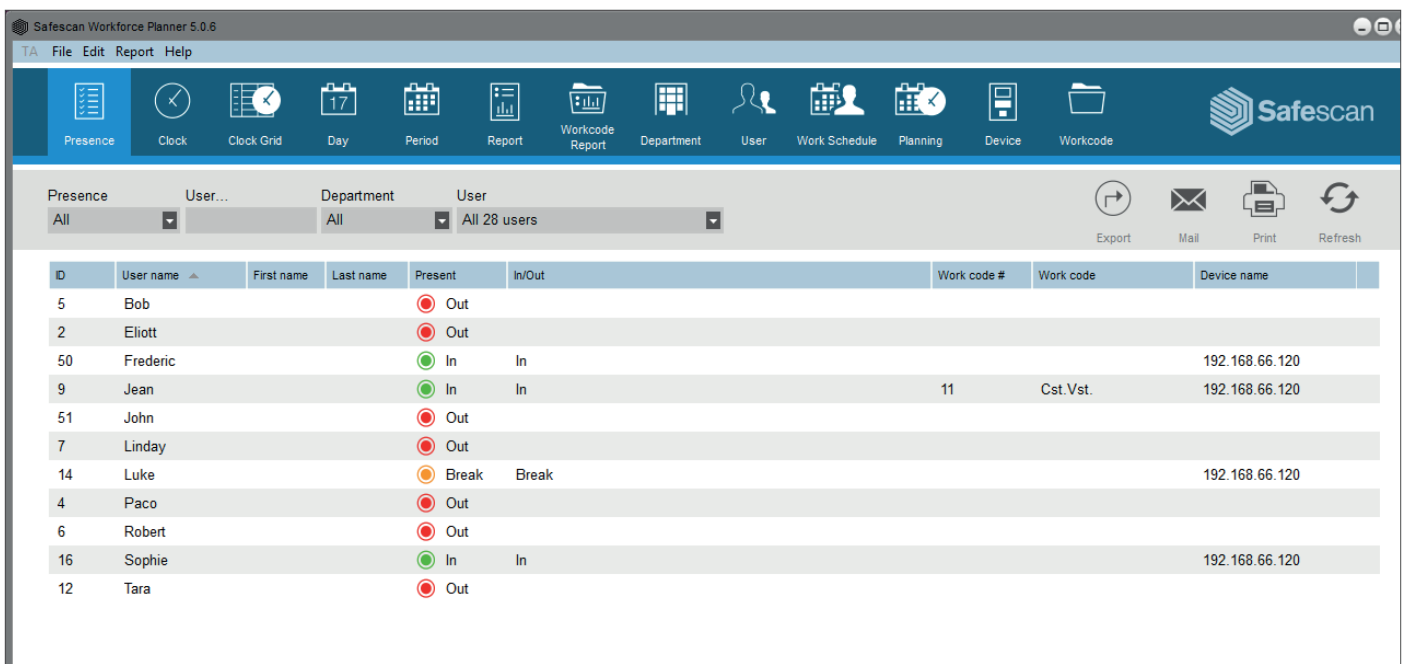 Safescan Workforce Planner 5.0.6
TA File Edit Report Help
17
Presence Clock Clock Grid Day Period Report Workcode Report Department User Work Schedule Planning Device Workcode
Safescan
Presence User... Department User
All All All 28 users
Export Mail Print Refresh
ID User name First name Last name Present In/Out Work code # Work code Device name
5 Bob Out
2 Eliott Out
50 Frederic In In 192.168.66.120
9 Jean In In 11 Cst.Vst. 192.168.66.120
51 John Out
7 Linday Out
14 Luke Break Break 192.168.66.120
4 Paco Out
6 Robert Out
16 Sophie In In 192.168.66.120
12 Tara Out